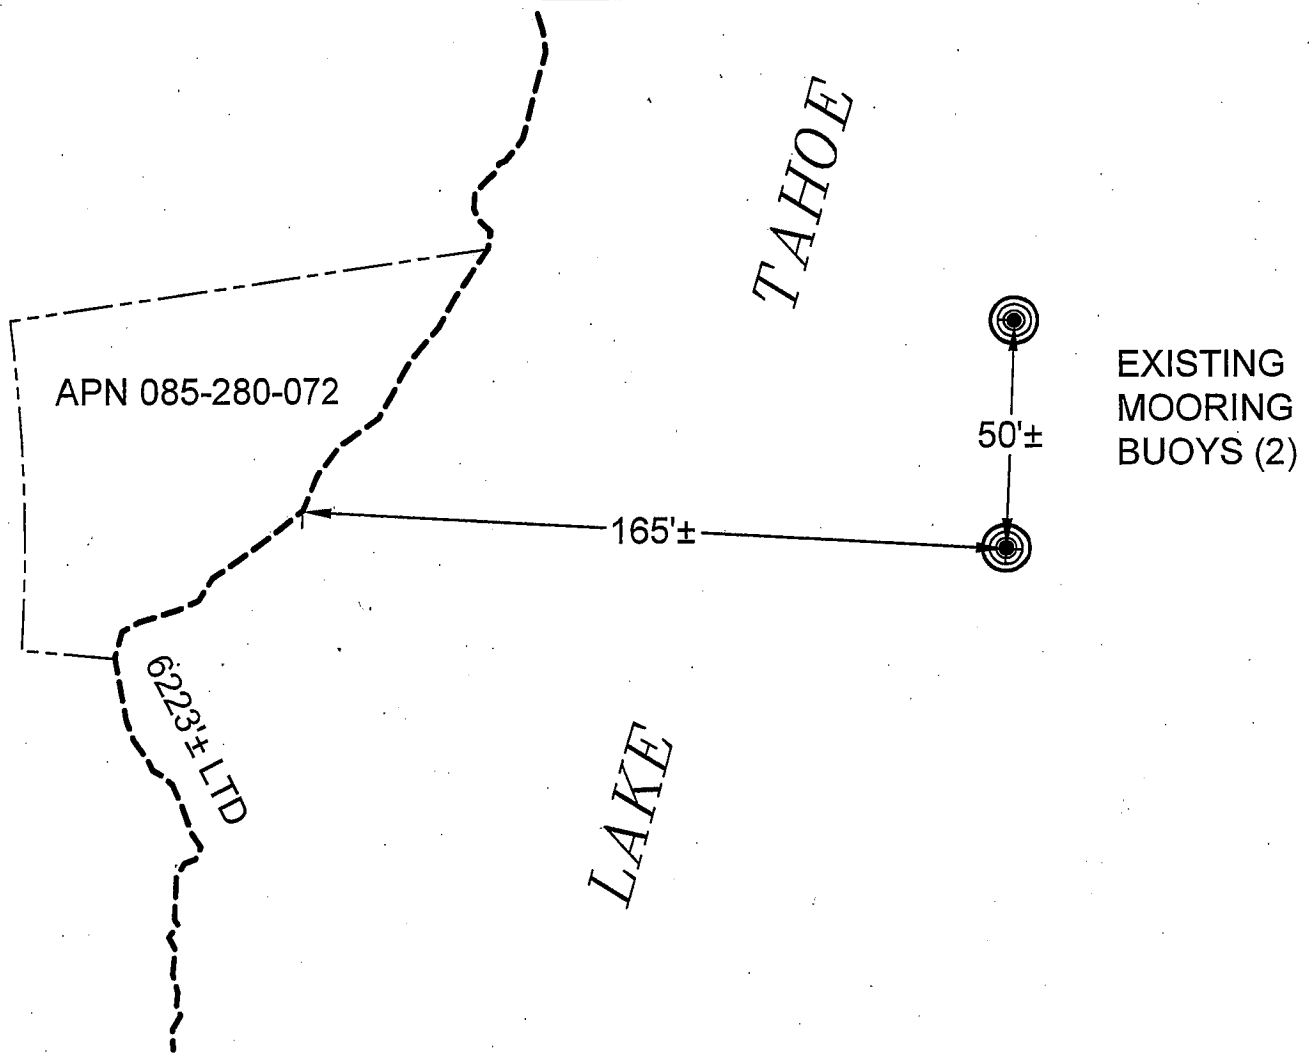 TAHOE
EXISTING
MOORING
BUOYS (2)
APN 085-280-072
50'±
165'±
6223'± LTD
LAKE